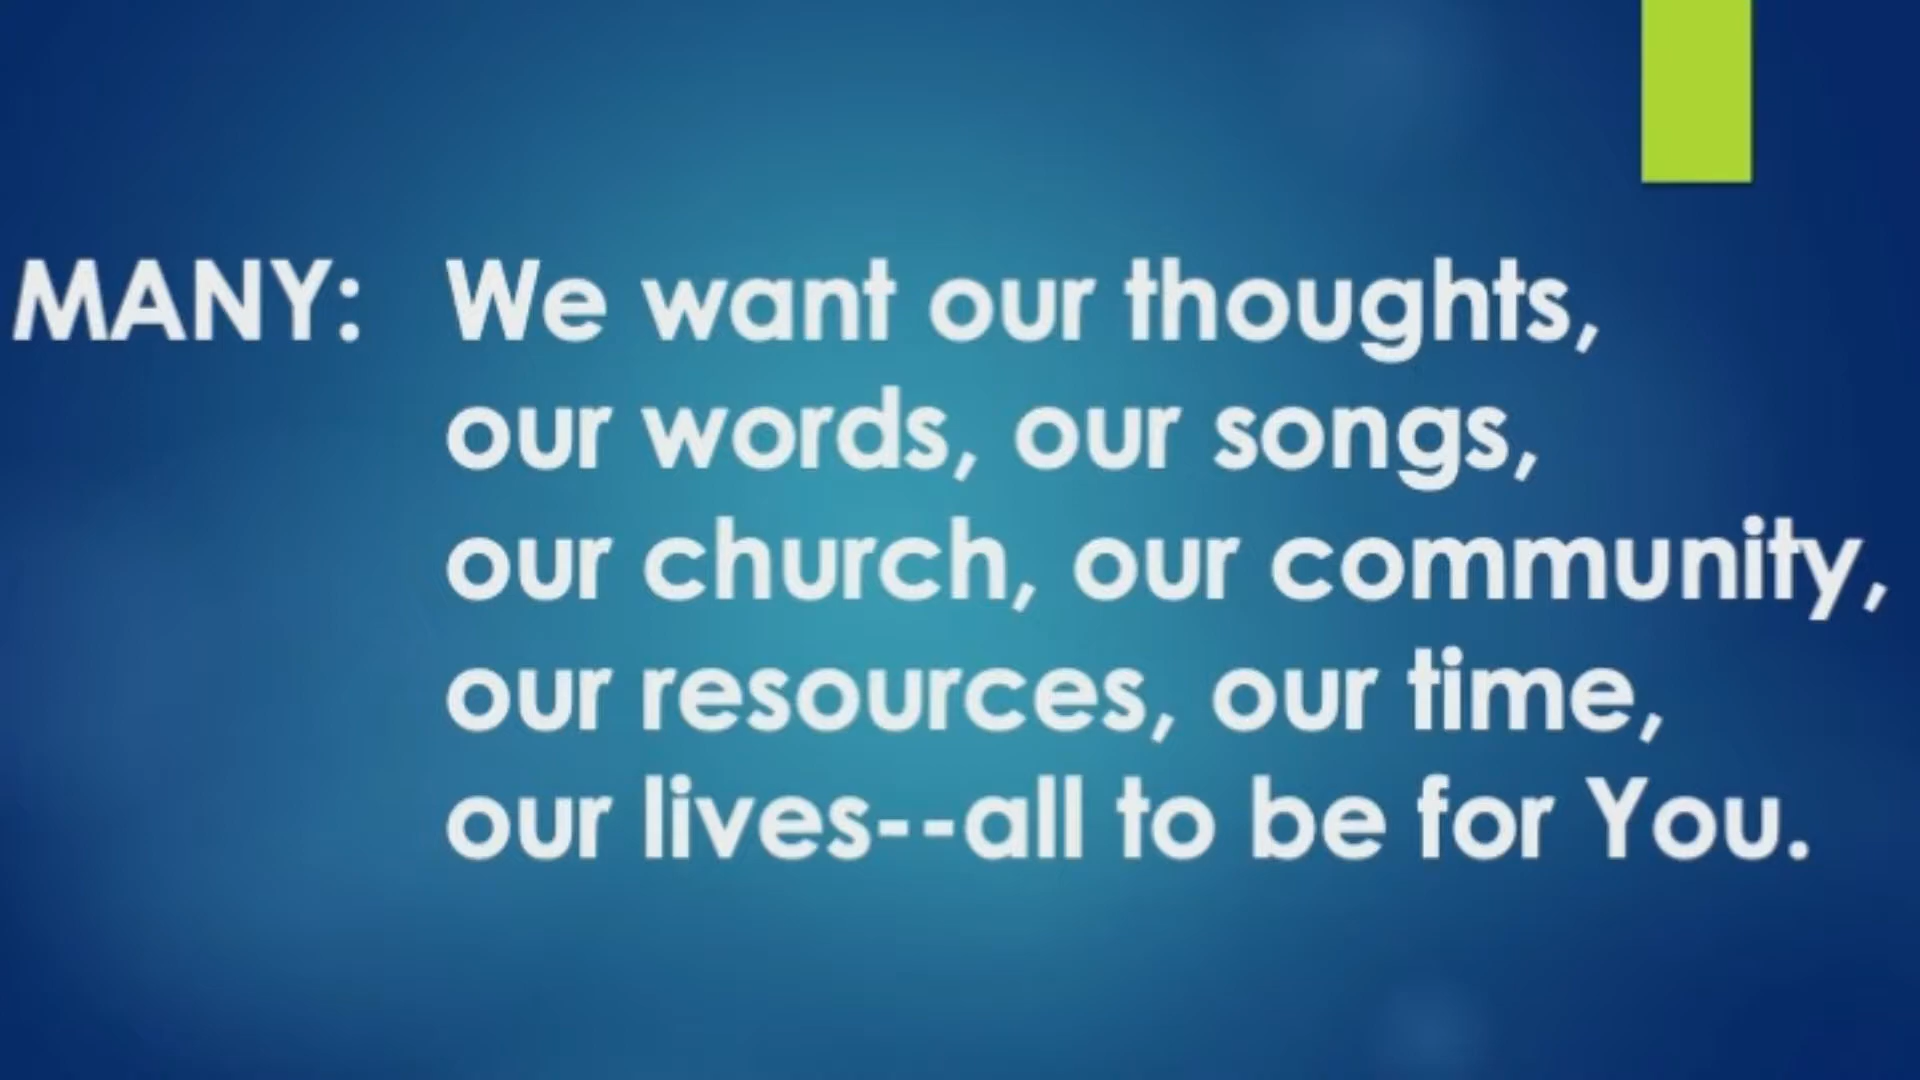 MANY: We want our thoughts,
our words, our songs,
our church, our community,
our resources, our time,
our lives--all to be for You.